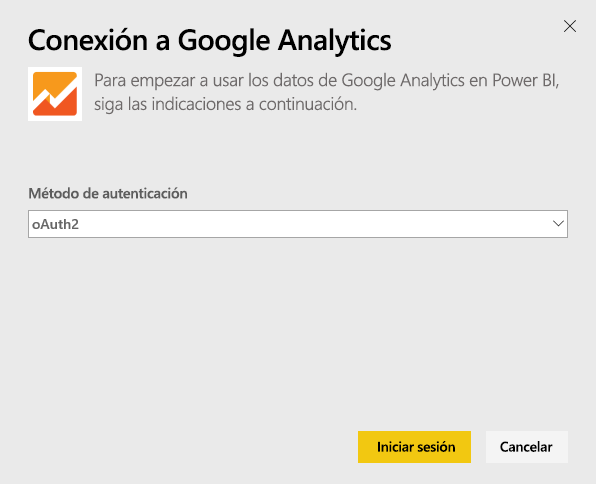 Conexión a Google Analytics
Para empezar a usar los datos de Google Analytics en Power BI,
siga las indicaciones a continuación.
Método de autenticación
oAuth2
Iniciar sesión
Cancelar